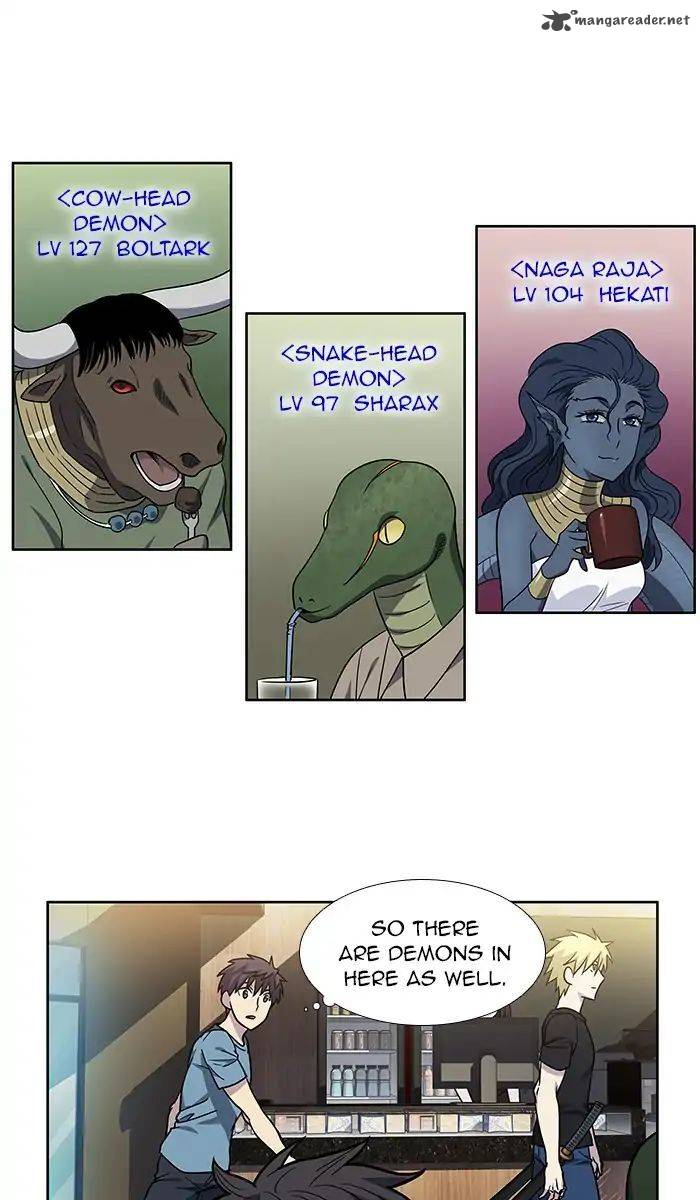 mangareader.net
<COW-HEAD
DEMON>
LV 127 BOLTARK
<SNAKE-HEAD
DEMON>
LV 97 SHARAX
<NAGA RAJA>
LV 104 HEKATI
SO THERE
ARE DEMONS IN
HERE AS WELL.